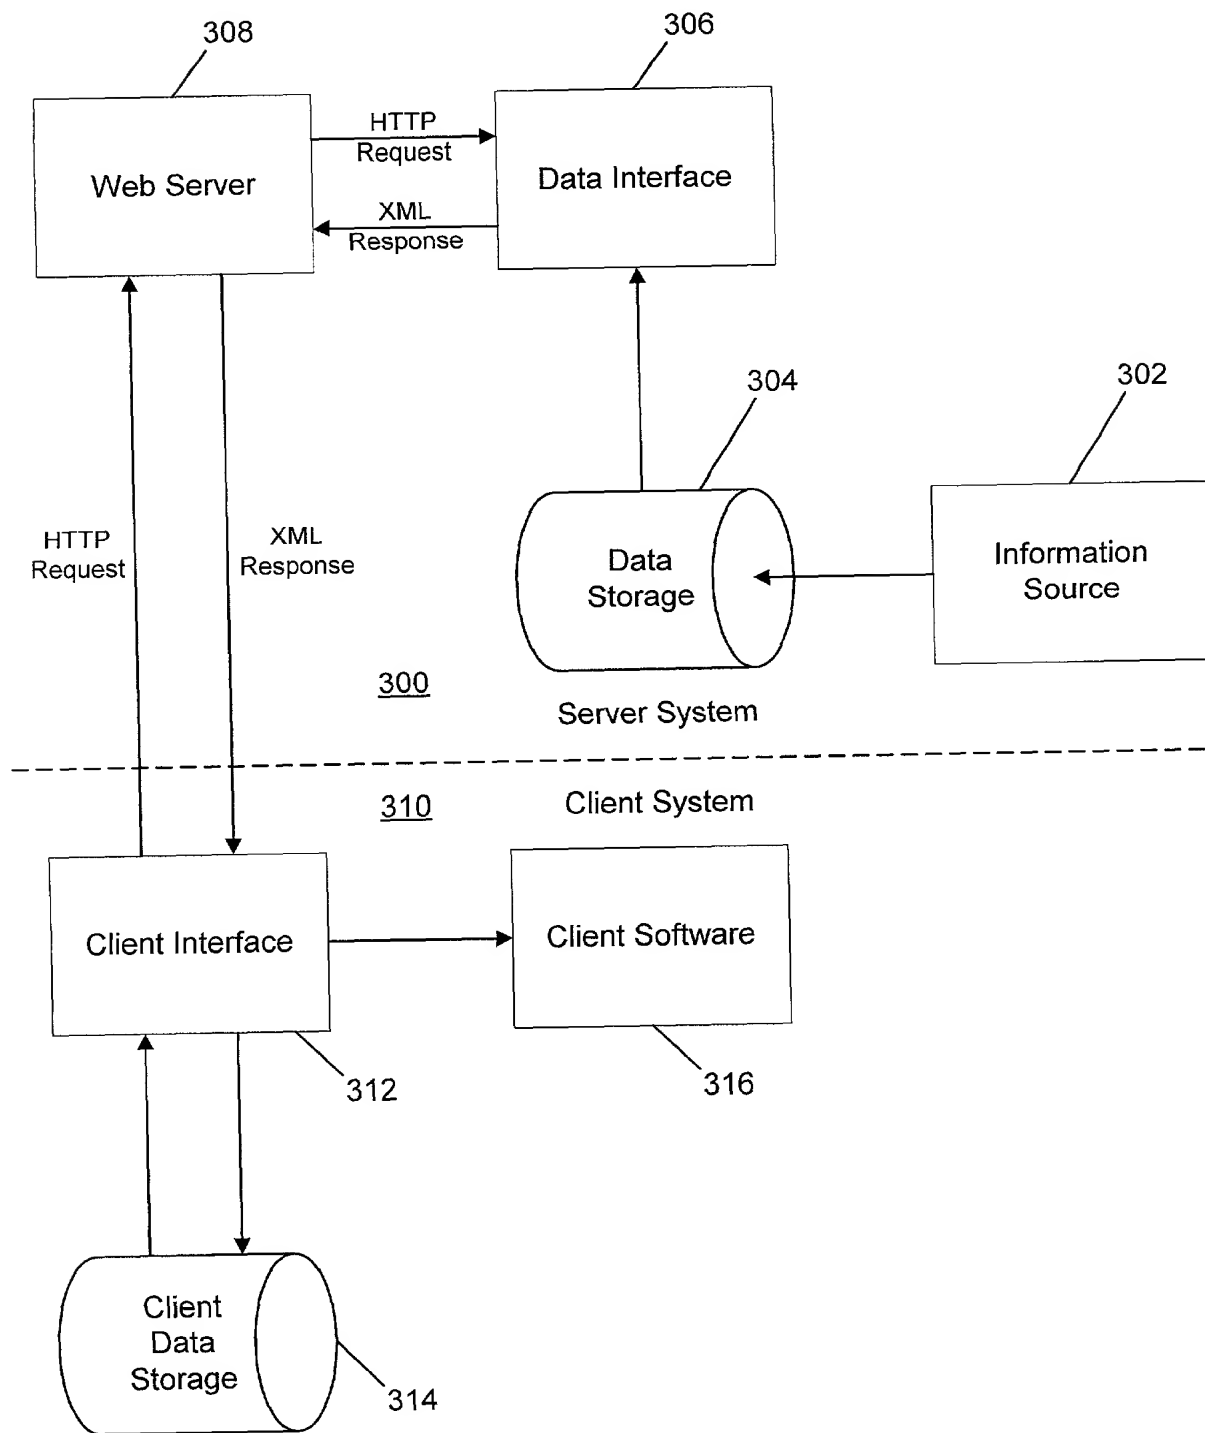 308
306
HTTP
Request
Web Server
Data Interface
XML
Response
304
302
HTTP
Request
XML
Response
Data
Storage
Information
Source
300
Server System
310
Client System
Client Interface
Client Software
312
316
Client
Data
Storage
314